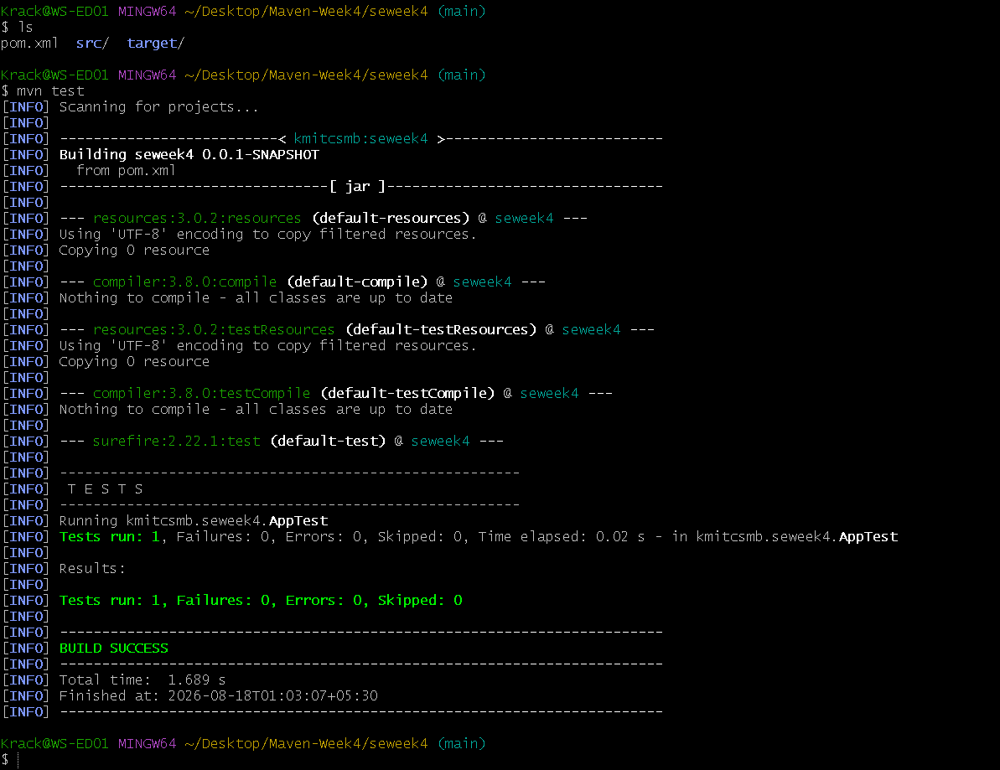 Krack@WS-ED01 MINGW64 ~/Desktop/Maven-Week4/seweek4 (main)
$ ls
pom.xml  src/  target/

Krack@WS-ED01 MINGW64 ~/Desktop/Maven-Week4/seweek4 (main)
$ mvn test
[INFO] Scanning for projects...
[INFO]
[INFO] --------------------------< kmitcsmb:seweek4 >--------------------------
[INFO] Building seweek4 0.0.1-SNAPSHOT
[INFO]   from pom.xml
[INFO] --------------------------------[ jar ]---------------------------------
[INFO]
[INFO] --- resources:3.0.2:resources (default-resources) @ seweek4 ---
[INFO] Using 'UTF-8' encoding to copy filtered resources.
[INFO] Copying 0 resource
[INFO]
[INFO] --- compiler:3.8.0:compile (default-compile) @ seweek4 ---
[INFO] Nothing to compile - all classes are up to date
[INFO]
[INFO] --- resources:3.0.2:testResources (default-testResources) @ seweek4 ---
[INFO] Using 'UTF-8' encoding to copy filtered resources.
[INFO] Copying 0 resource
[INFO]
[INFO] --- compiler:3.8.0:testCompile (default-testCompile) @ seweek4 ---
[INFO] Nothing to compile - all classes are up to date
[INFO]
[INFO] --- surefire:2.22.1:test (default-test) @ seweek4 ---
[INFO]
[INFO] -------------------------------------------------------
[INFO]  T E S T S
[INFO] -------------------------------------------------------
[INFO] Running kmitcsmb.seweek4.AppTest
[INFO] Tests run: 1, Failures: 0, Errors: 0, Skipped: 0, Time elapsed: 0.02 s - in kmitcsmb.seweek4.AppTest
[INFO]
[INFO] Results:
[INFO]
[INFO] Tests run: 1, Failures: 0, Errors: 0, Skipped: 0
[INFO]
[INFO] ------------------------------------------------------------------------
[INFO] BUILD SUCCESS
[INFO] ------------------------------------------------------------------------
[INFO] Total time:  1.689 s
[INFO] Finished at: 2026-08-18T01:03:07+05:30
[INFO] ------------------------------------------------------------------------

Krack@WS-ED01 MINGW64 ~/Desktop/Maven-Week4/seweek4 (main)
$